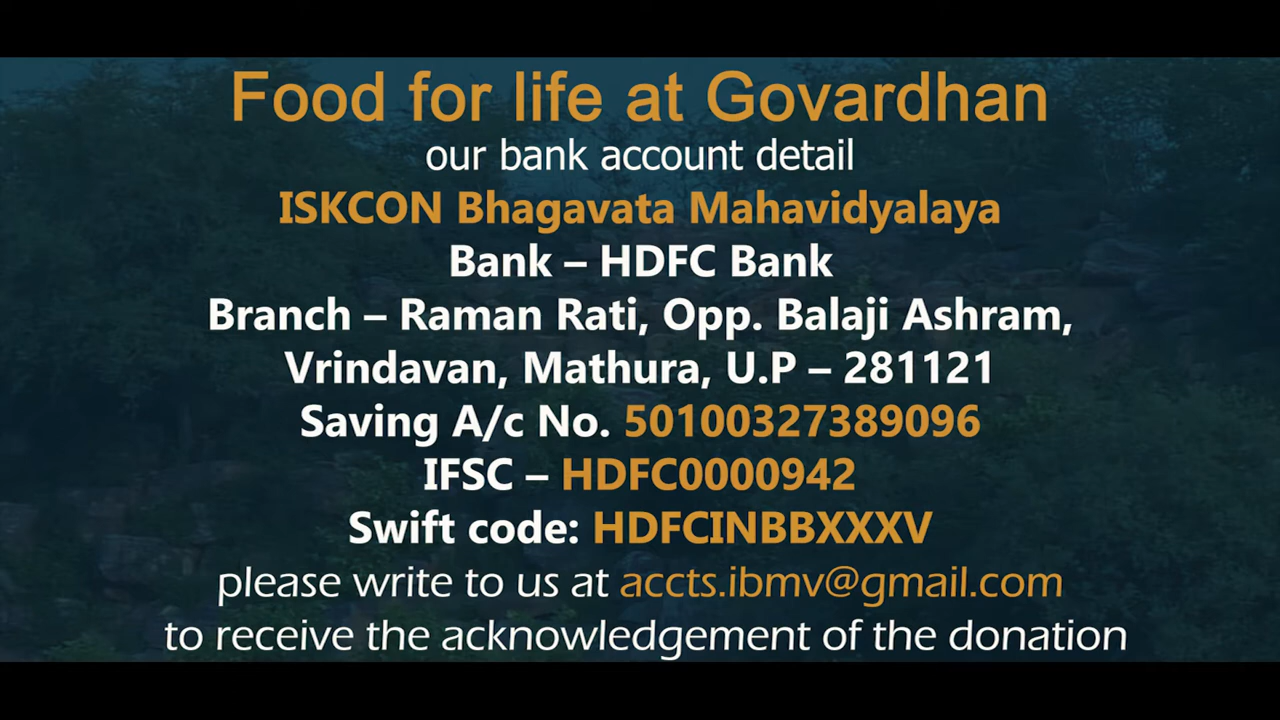 Food for life at Govardhan
our bank account detail
ISKCON Bhagavata Mahavidyalaya
Bank – HDFC Bank
Branch – Raman Rati, Opp. Balaji Ashram,
Vrindavan, Mathura, U.P – 281121
Saving A/c No. 50100327389096
IFSC – HDFC0000942
Swift code: HDFCINBBXXXV
please write to us at accts.ibmv@gmail.com
to receive the acknowledgement of the donation